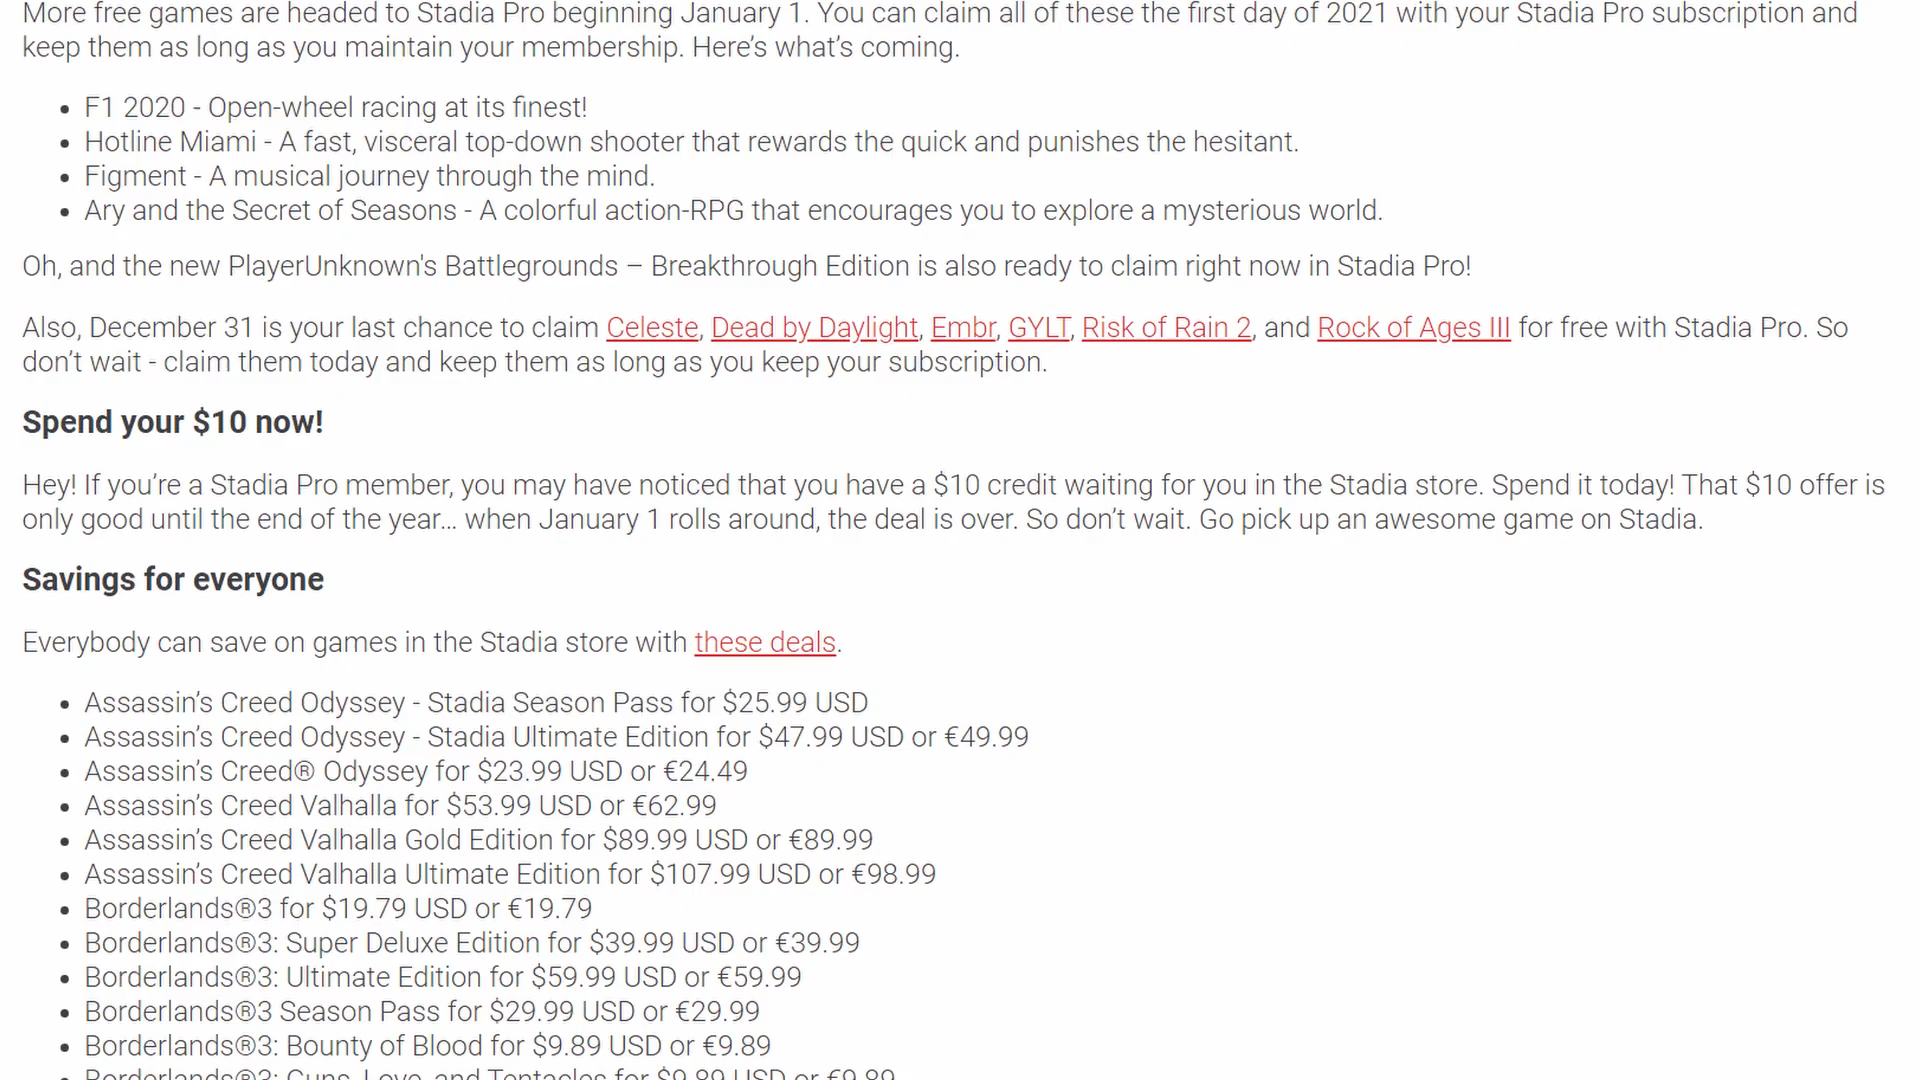 More free games are headed to Stadia Pro beginning January 1. You can claim all of these the first day of 2021 with your Stadia Pro subscription and
keep them as long as you maintain your membership. Here’s what’s coming.
• F1 2020 - Open-wheel racing at its finest!
• Hotline Miami - A fast, visceral top-down shooter that rewards the quick and punishes the hesitant.
• Figment - A musical journey through the mind.
• Ary and the Secret of Seasons - A colorful action-RPG that encourages you to explore a mysterious world.
Oh, and the new PlayerUnknown's Battlegrounds – Breakthrough Edition is also ready to claim right now in Stadia Pro!
Also, December 31 is your last chance to claim Celeste, Dead by Daylight, Embr, GYLT, Risk of Rain 2, and Rock of Ages III for free with Stadia Pro. So
don’t wait - claim them today and keep them as long as you keep your subscription.
Spend your $10 now!
Hey! If you’re a Stadia Pro member, you may have noticed that you have a $10 credit waiting for you in the Stadia store. Spend it today! That $10 offer is
only good until the end of the year… when January 1 rolls around, the deal is over. So don’t wait. Go pick up an awesome game on Stadia.
Savings for everyone
Everybody can save on games in the Stadia store with these deals.
• Assassin’s Creed Odyssey - Stadia Season Pass for $25.99 USD
• Assassin’s Creed Odyssey - Stadia Ultimate Edition for $47.99 USD or €49.99
• Assassin’s Creed® Odyssey for $23.99 USD or €24.49
• Assassin’s Creed Valhalla for $53.99 USD or €62.99
• Assassin’s Creed Valhalla Gold Edition for $89.99 USD or €89.99
• Assassin’s Creed Valhalla Ultimate Edition for $107.99 USD or €98.99
• Borderlands®3 for $19.79 USD or €19.79
• Borderlands®3: Super Deluxe Edition for $39.99 USD or €39.99
• Borderlands®3: Ultimate Edition for $59.99 USD or €59.99
• Borderlands®3 Season Pass for $29.99 USD or €29.99
• Borderlands®3: Bounty of Blood for $9.89 USD or €9.89
• Borderlands®3: Guns, Love, and Tentacles for $9.89 USD or €9.89